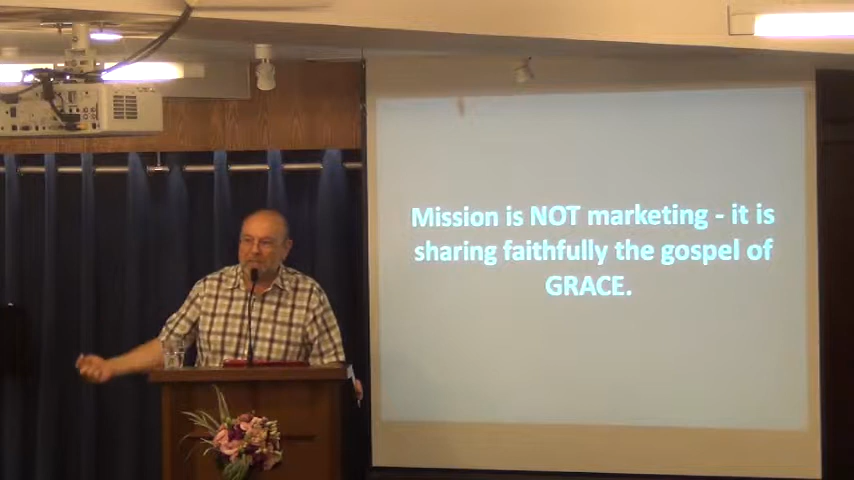 Mission is NOT marketing - it is
sharing faithfully the gospel of
GRACE.